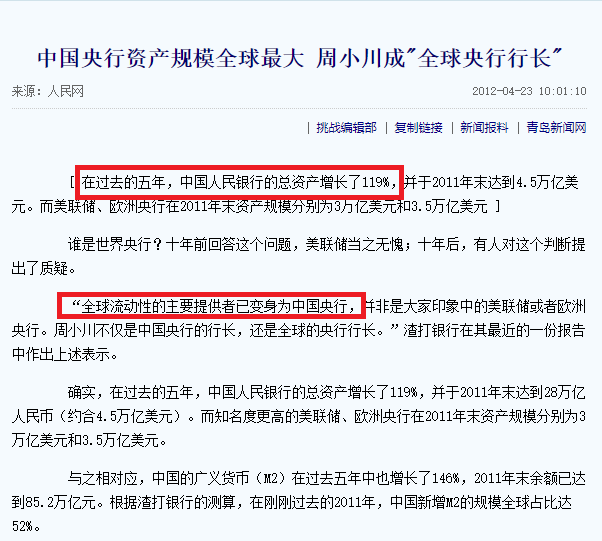 中国央行资产规模全球最大 周小川成"全球央行行长"
来源：人民网 2012-04-23 10:01:10
| 挑战编辑部 | 复制链接 | 新闻报料 | 青岛新闻网
[ 在过去的五年，中国人民银行的总资产增长了119%，并于2011年末达到4.5万亿美
元。而美联储、欧洲央行在2011年末资产规模分别为3万亿美元和3.5万亿美元 ]
谁是世界央行？十年前回答这个问题，美联储当之无愧；十年后，有人对这个判断提
出了质疑。
“全球流动性的主要提供者已变身为中国央行，并非是大家印象中的美联储或者欧洲
央行。周小川不仅是中国央行的行长，还是全球的央行行长。”渣打银行在其最近的一份报告
中作出上述表示。
确实，在过去的五年，中国人民银行的总资产增长了119%，并于2011年末达到28万亿
人民币（约合4.5万亿美元）。而知名度更高的美联储、欧洲央行在2011年末资产规模分别为3
万亿美元和3.5万亿美元。
与之相对应，中国的广义货币（M2）在过去五年中也增长了146%，2011年末余额已达
到85.2万亿元。根据渣打银行的测算，在刚刚过去的2011年，中国新增M2的规模全球占比达
52%。